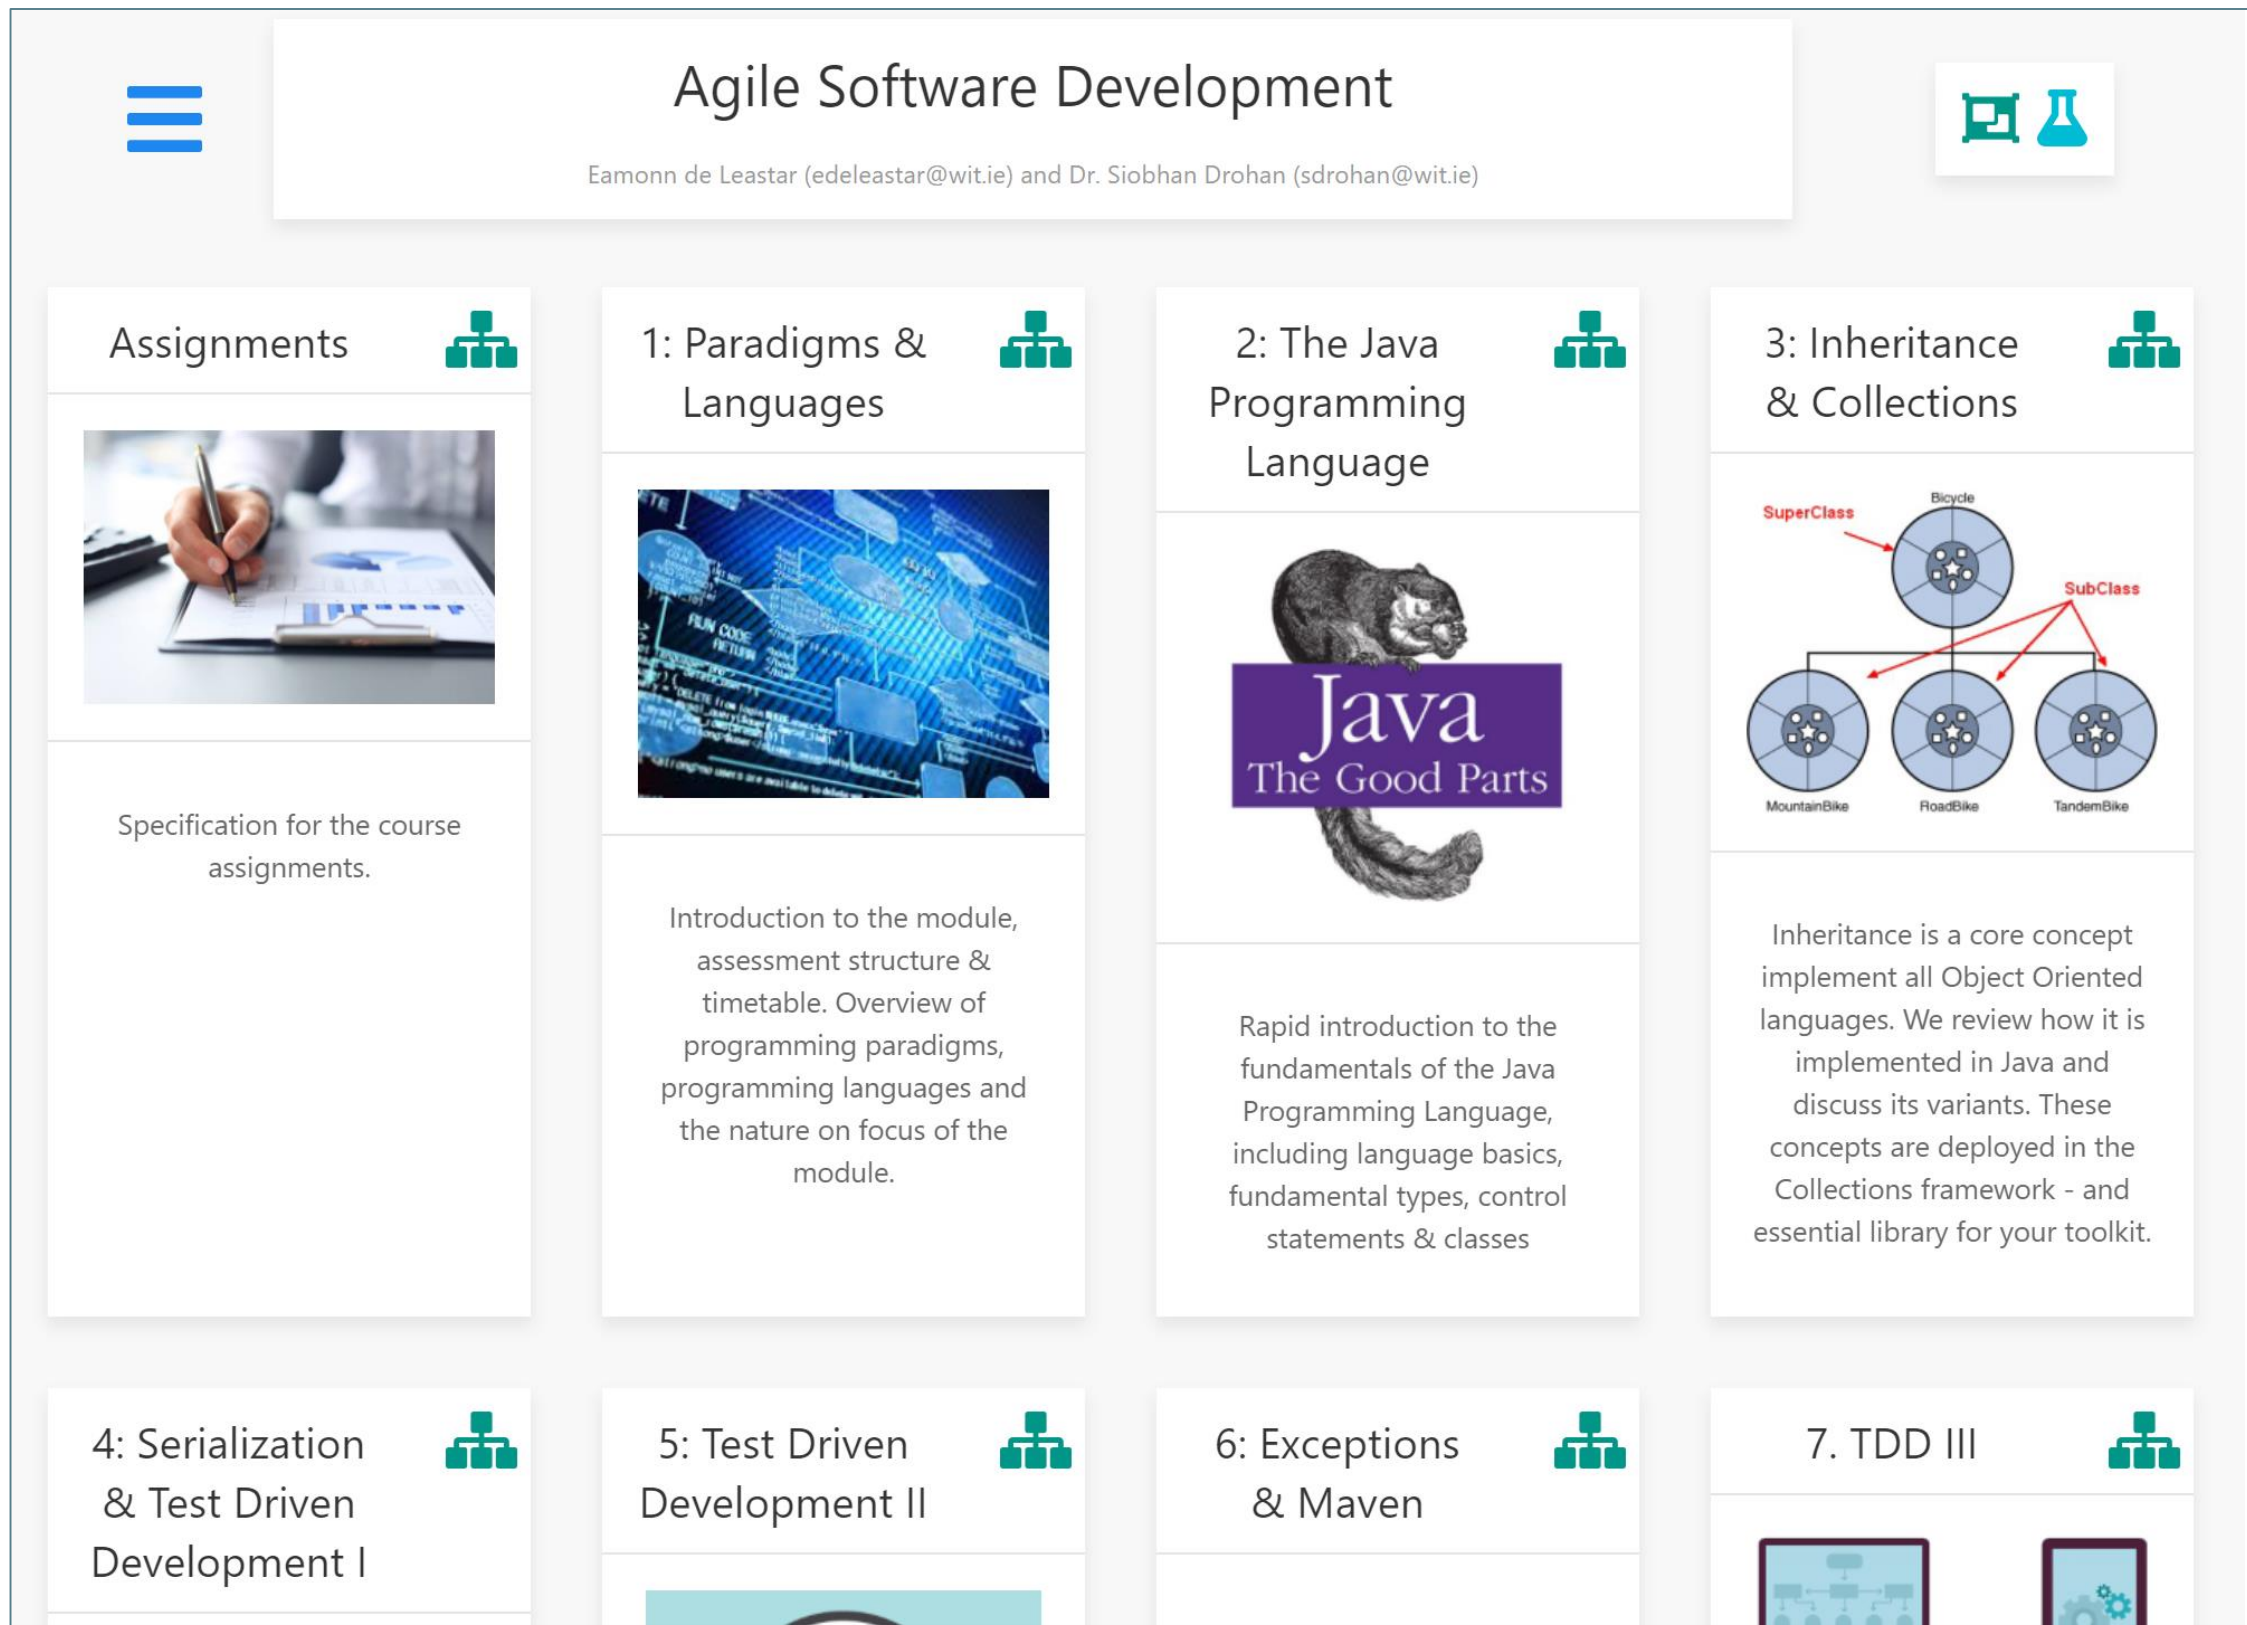 Agile Software Development
Eamonn de Leastar (edeleastar@wit.ie) and Dr. Siobhan Drohan (sdrohan@wit.ie)
Assignments
Specification for the course
assignments.
1: Paradigms &
Languages
RUN CODE
RETURN
Introduction to the module,
assessment structure &
timetable. Overview of
programming paradigms,
programming languages and
the nature on focus of the
module.
2: The Java
Programming
Language
Java
The Good Parts
Rapid introduction to the
fundamentals of the Java
Programming Language,
including language basics,
fundamental types, control
statements & classes
3: Inheritance
& Collections
Bicycle
SuperClass
SubClass
MountainBike RoadBike TandemBike
Inheritance is a core concept
implement all Object Oriented
languages. We review how it is
implemented in Java and
discuss its variants. These
concepts are deployed in the
Collections framework - and
essential library for your toolkit.
4: Serialization
& Test Driven
Development I
5: Test Driven
Development II
6: Exceptions
& Maven
7. TDD III